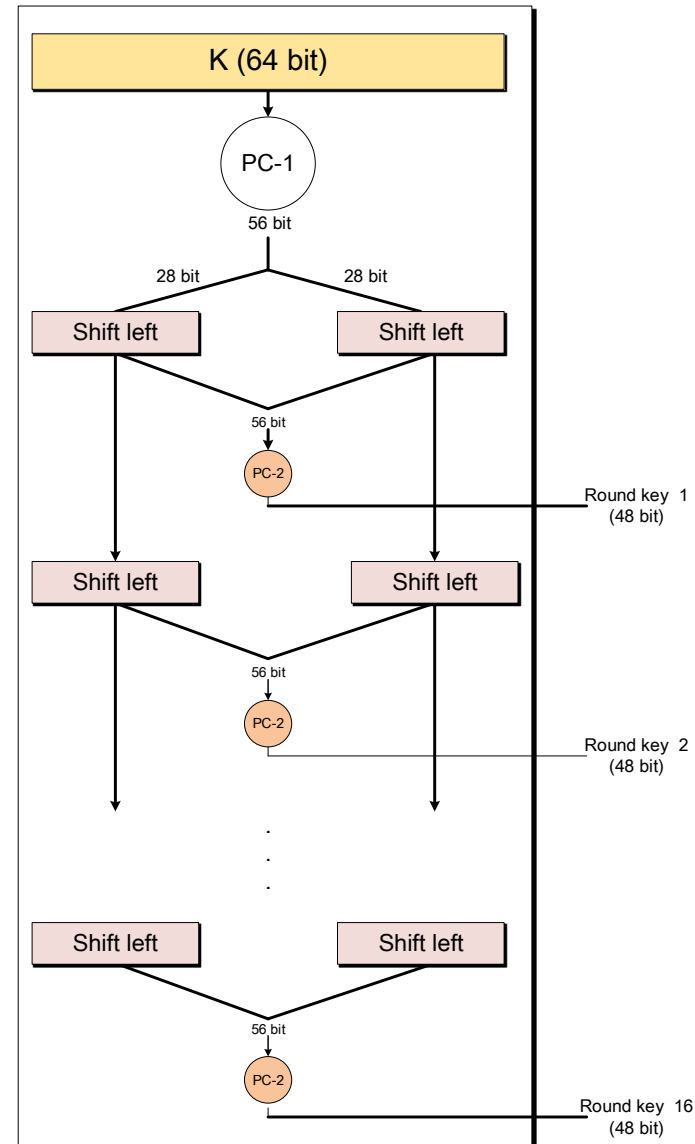 K (64 bit)
PC-1
56 bit
28 bit
28 bit
Shift left
Shift left
56 bit
PC-2
Round key 1
(48 bit)
Shift left
Shift left
56 bit
PC-2
Round key 2
(48 bit)
.
.
.
Shift left
Shift left
56 bit
PC-2
Round key 16
(48 bit)